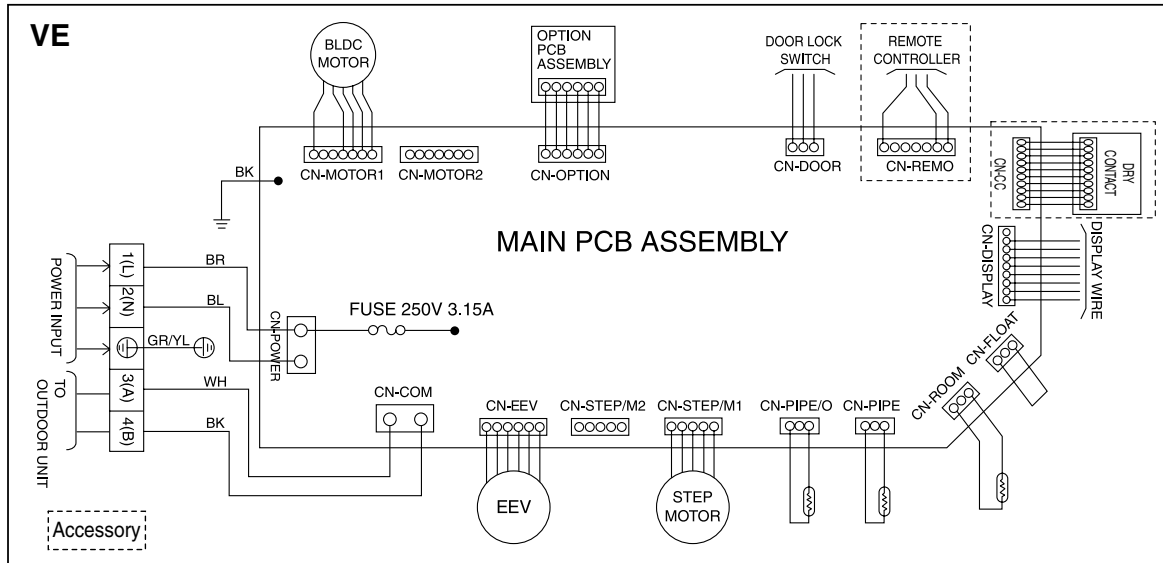 VE
BLDC
MOTOR
OPTION
PCB
ASSEMBLY
DOOR LOCK
SWITCH
REMOTE
CONTROLLER
CN-MOTOR1
CN-MOTOR2
CN-OPTION
CN-DOOR
CN-REMO
CN-CC
DRY
CONTACT
BK
MAIN PCB ASSEMBLY
CN-DISPLAY
DISPLAY WIRE
POWER INPUT
1(L)
BR
2(N)
BL
FUSE 250V 3.15A
CN-POWER
GR/YL
TO
OUTDOOR UNIT
3(A)
WH
4(B)
BK
CN-COM
CN-EEV
CN-STEP/M2
CN-STEP/M1
CN-PIPE/O
CN-PIPE
CN-ROOM
CN-FLOAT
EEV
STEP
MOTOR
Accessory